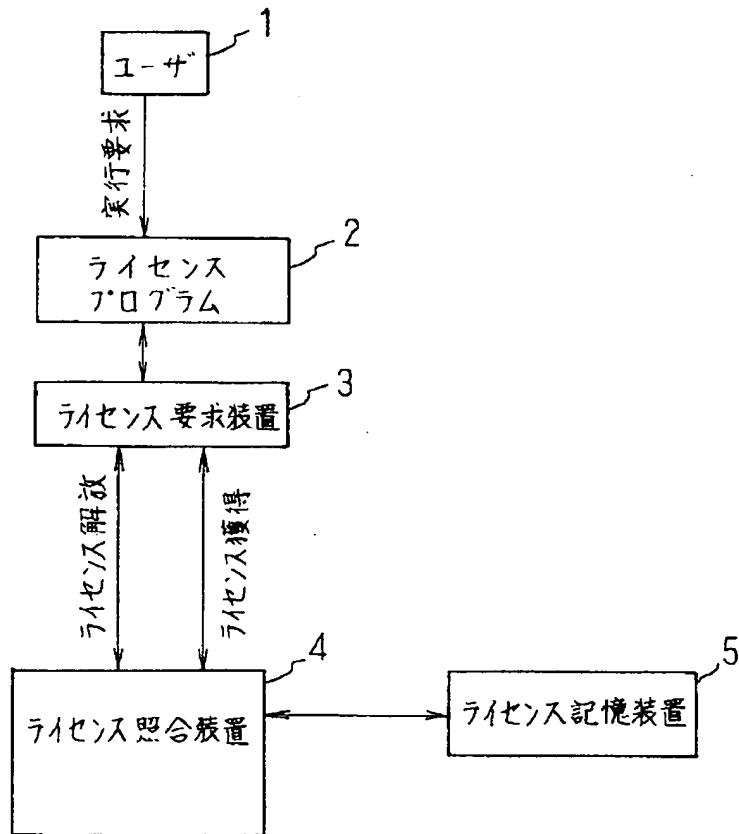 1
ユーザ
実行要求
2
ライセンス
プログラム
3
ライセンス要求装置
ライセンス解放
ライセンス獲得
4
ライセンス照合装置
5
ライセンス記憶装置